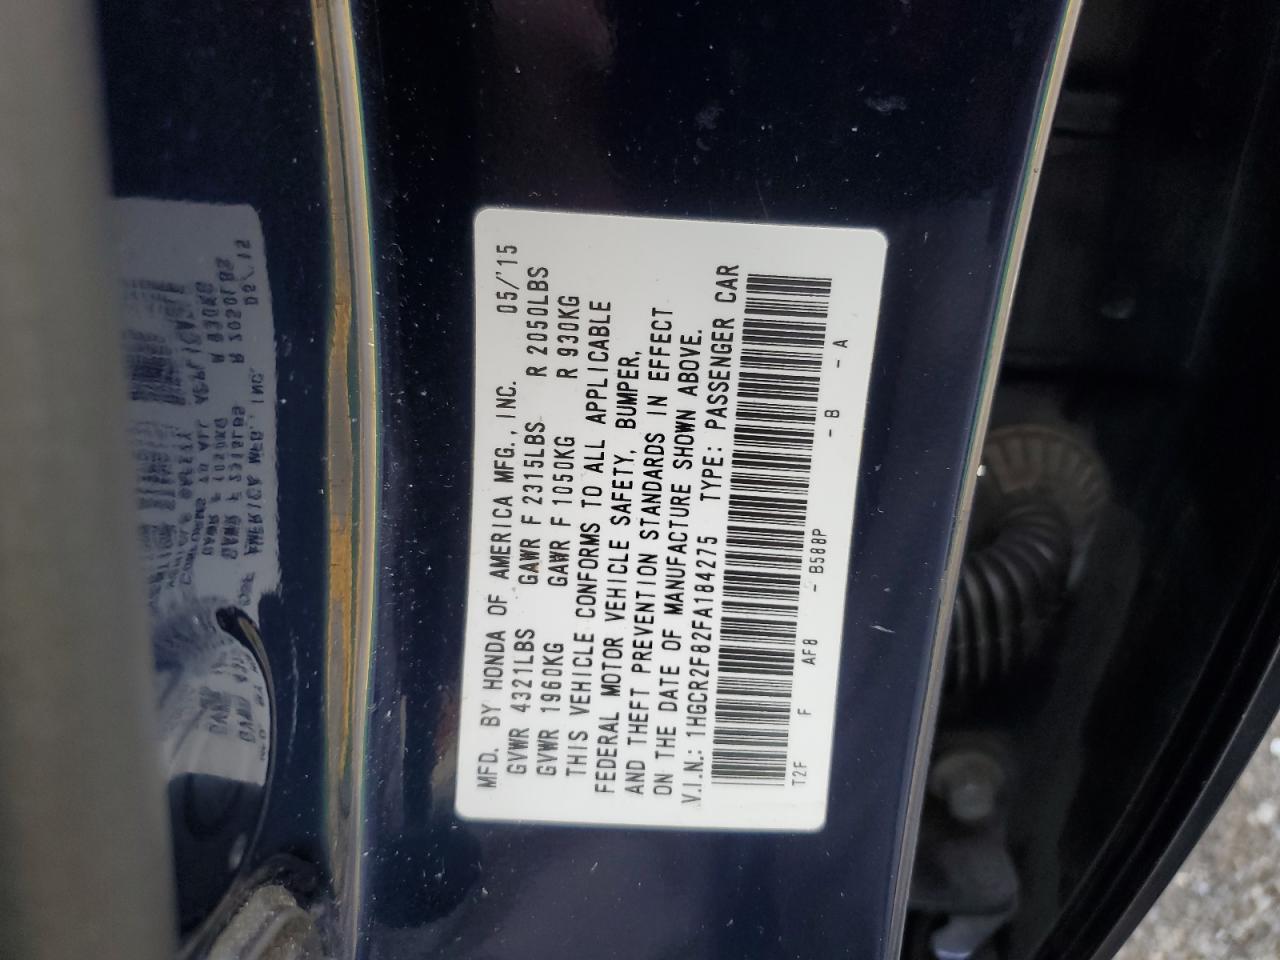 MFD. BY HONDA OF AMERICA MFG., INC. 05/'15
GVWR 4321LBS GAWR F 2315LBS R 2050LBS
GVWR 1960KG GAWR F 1050KG R 930KG
THIS VEHICLE CONFORMS TO ALL APPLICABLE
FEDERAL MOTOR VEHICLE SAFETY, BUMPER,
AND THEFT PREVENTION STANDARDS IN EFFECT
ON THE DATE OF MANUFACTURE SHOWN ABOVE.
V.I.N.: 1HGCR2F82FA184275 TYPE: PASSENGER CAR
T2F F AF8 - B588P - B - A